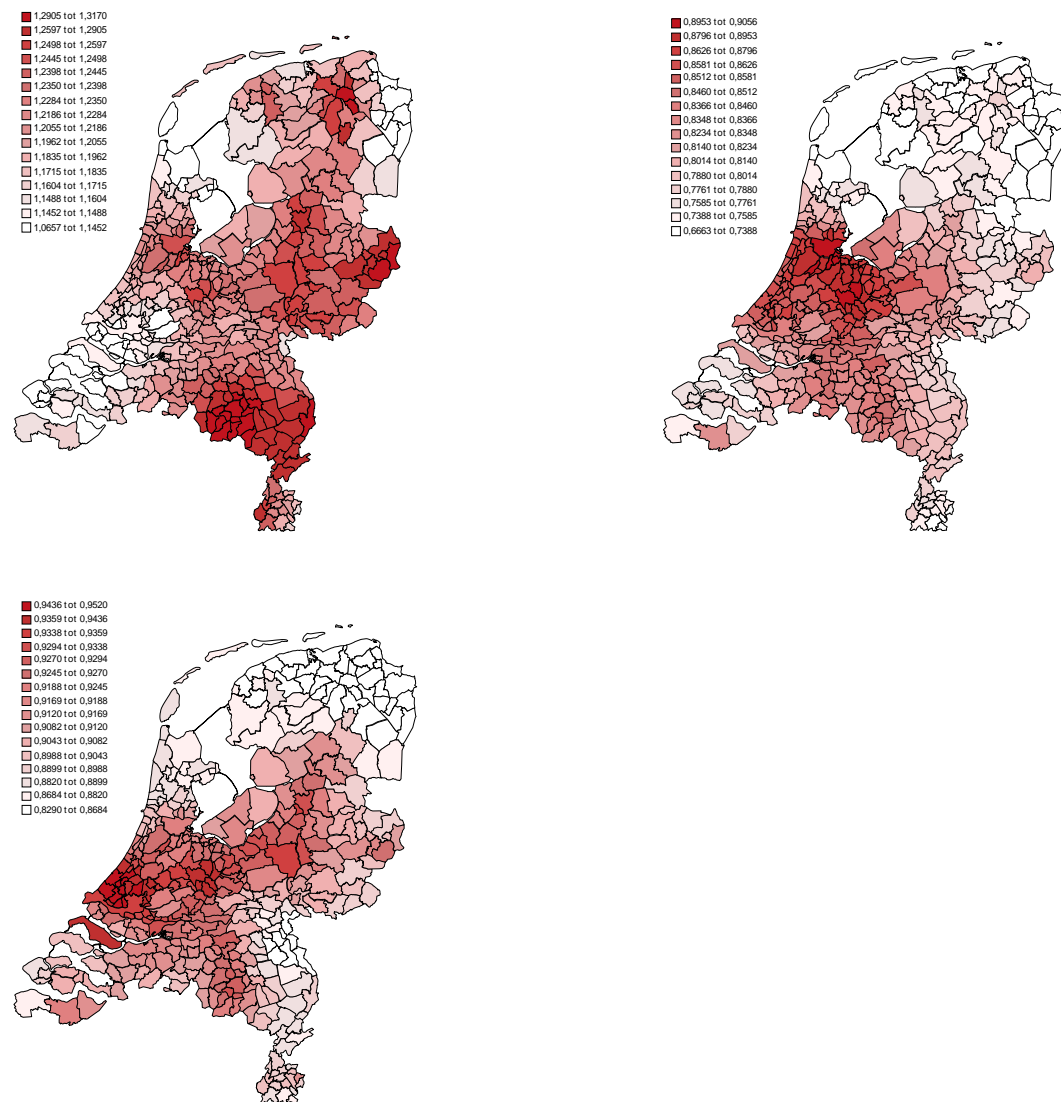 1,2905 tot 1,3170
1,2597 tot 1,2905
1,2498 tot 1,2597
1,2445 tot 1,2498
1,2398 tot 1,2445
1,2350 tot 1,2398
1,2284 tot 1,2350
1,2186 tot 1,2284
1,2055 tot 1,2186
1,1962 tot 1,2055
1,1835 tot 1,1962
1,1715 tot 1,1835
1,1604 tot 1,1715
1,1488 tot 1,1604
1,1452 tot 1,1488
1,0657 tot 1,1452
0,8953 tot 0,9056
0,8796 tot 0,8953
0,8626 tot 0,8796
0,8581 tot 0,8626
0,8512 tot 0,8581
0,8460 tot 0,8512
0,8366 tot 0,8460
0,8348 tot 0,8366
0,8234 tot 0,8348
0,8140 tot 0,8234
0,8014 tot 0,8140
0,7880 tot 0,8014
0,7761 tot 0,7880
0,7585 tot 0,7761
0,7388 tot 0,7585
0,6663 tot 0,7388
0,9436 tot 0,9520
0,9359 tot 0,9436
0,9338 tot 0,9359
0,9294 tot 0,9338
0,9270 tot 0,9294
0,9245 tot 0,9270
0,9188 tot 0,9245
0,9169 tot 0,9188
0,9120 tot 0,9169
0,9082 tot 0,9120
0,9043 tot 0,9082
0,8988 tot 0,9043
0,8899 tot 0,8988
0,8820 tot 0,8899
0,8684 tot 0,8820
0,8290 tot 0,8684